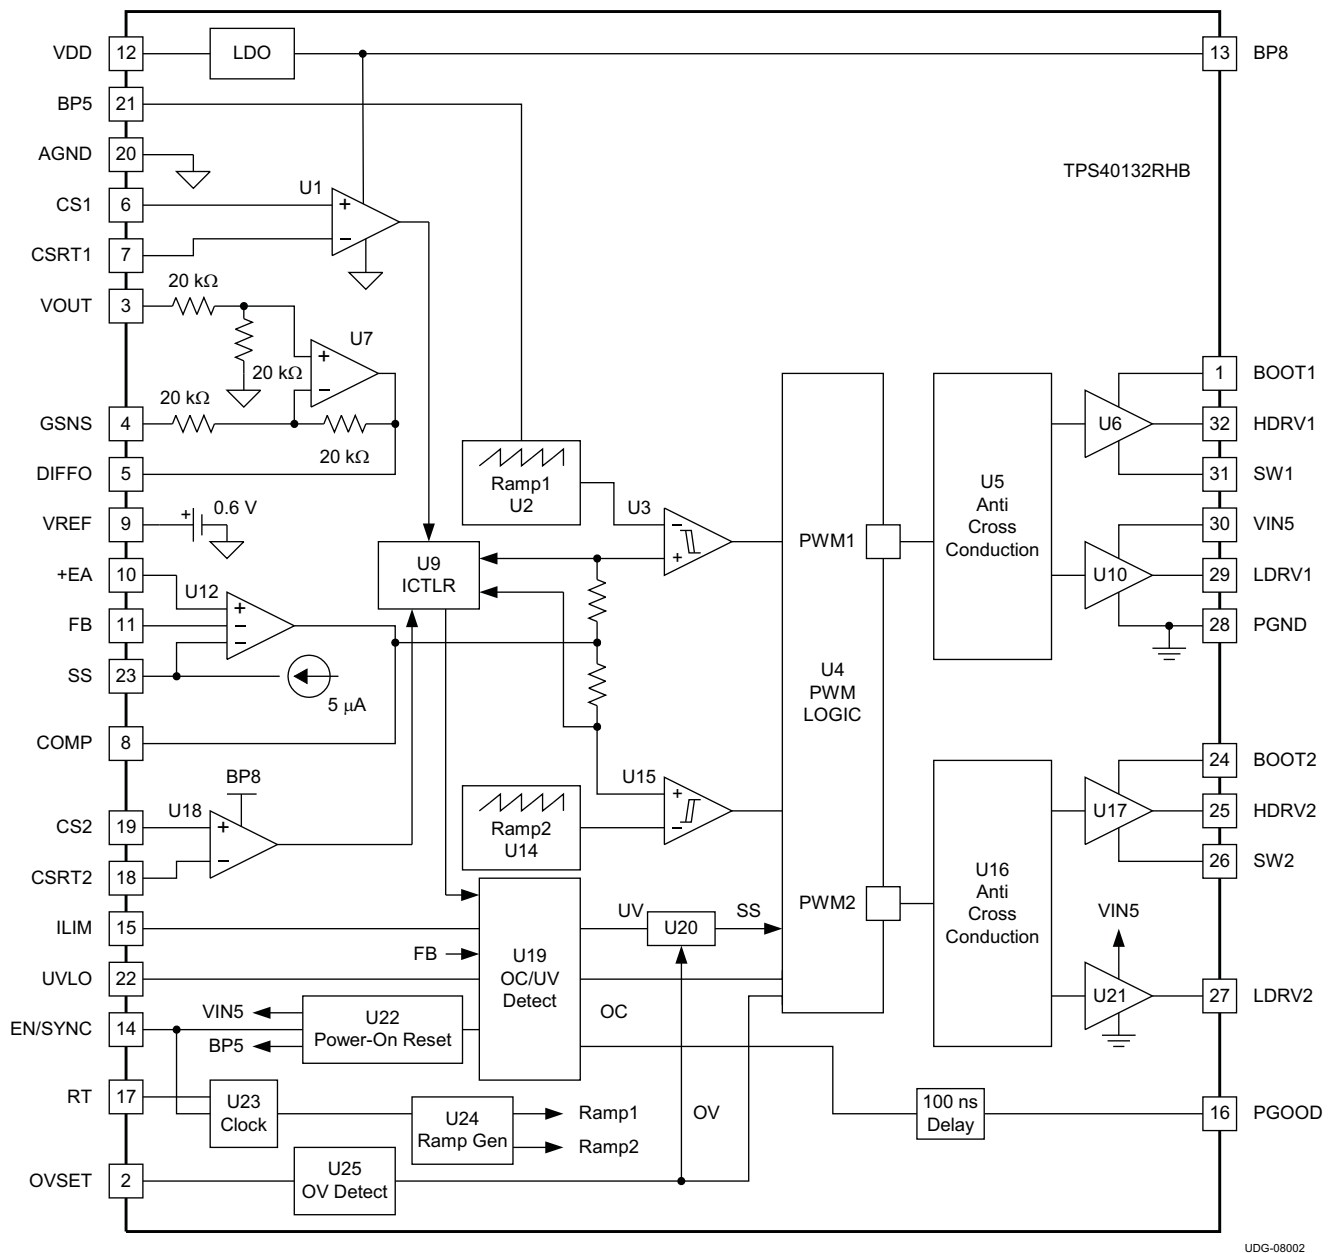 VDD 12 LDO 13 BP8
BP5 21
AGND 20
TPS40132RHB
CS1 6 U1 + −
CSRT1 7
20 kΩ
VOUT 3
U7 + −
20 kΩ
20 kΩ
GSNS 4
20 kΩ
DIFFO 5
VREF 9 + 0.6 V
+EA 10
U12 + − −
FB 11
SS 23
5 µA
COMP 8
BP8
U18 + −
CS2 19
CSRT2 18
ILIM 15
UVLO 22
EN/SYNC 14
RT 17
OVSET 2
Ramp1
U2
U3 − +
U9
ICTLR
U15 + −
Ramp2
U14
PWM1
U4
PWM
LOGIC
PWM2
U5
Anti
Cross
Conduction
U6
1 BOOT1
32 HDRV1
31 SW1
U10
30 VIN5
29 LDRV1
28 PGND
U16
Anti
Cross
Conduction
U17
24 BOOT2
25 HDRV2
26 SW2
VIN5
U21
27 LDRV2
UV U20 SS
FB
U19
OC/UV
Detect
OC
VIN5
BP5
U22
Power-On Reset
U23
Clock
U24
Ramp Gen
Ramp1
Ramp2
OV
U25
OV Detect
100 ns
Delay
16 PGOOD
UDG-08002